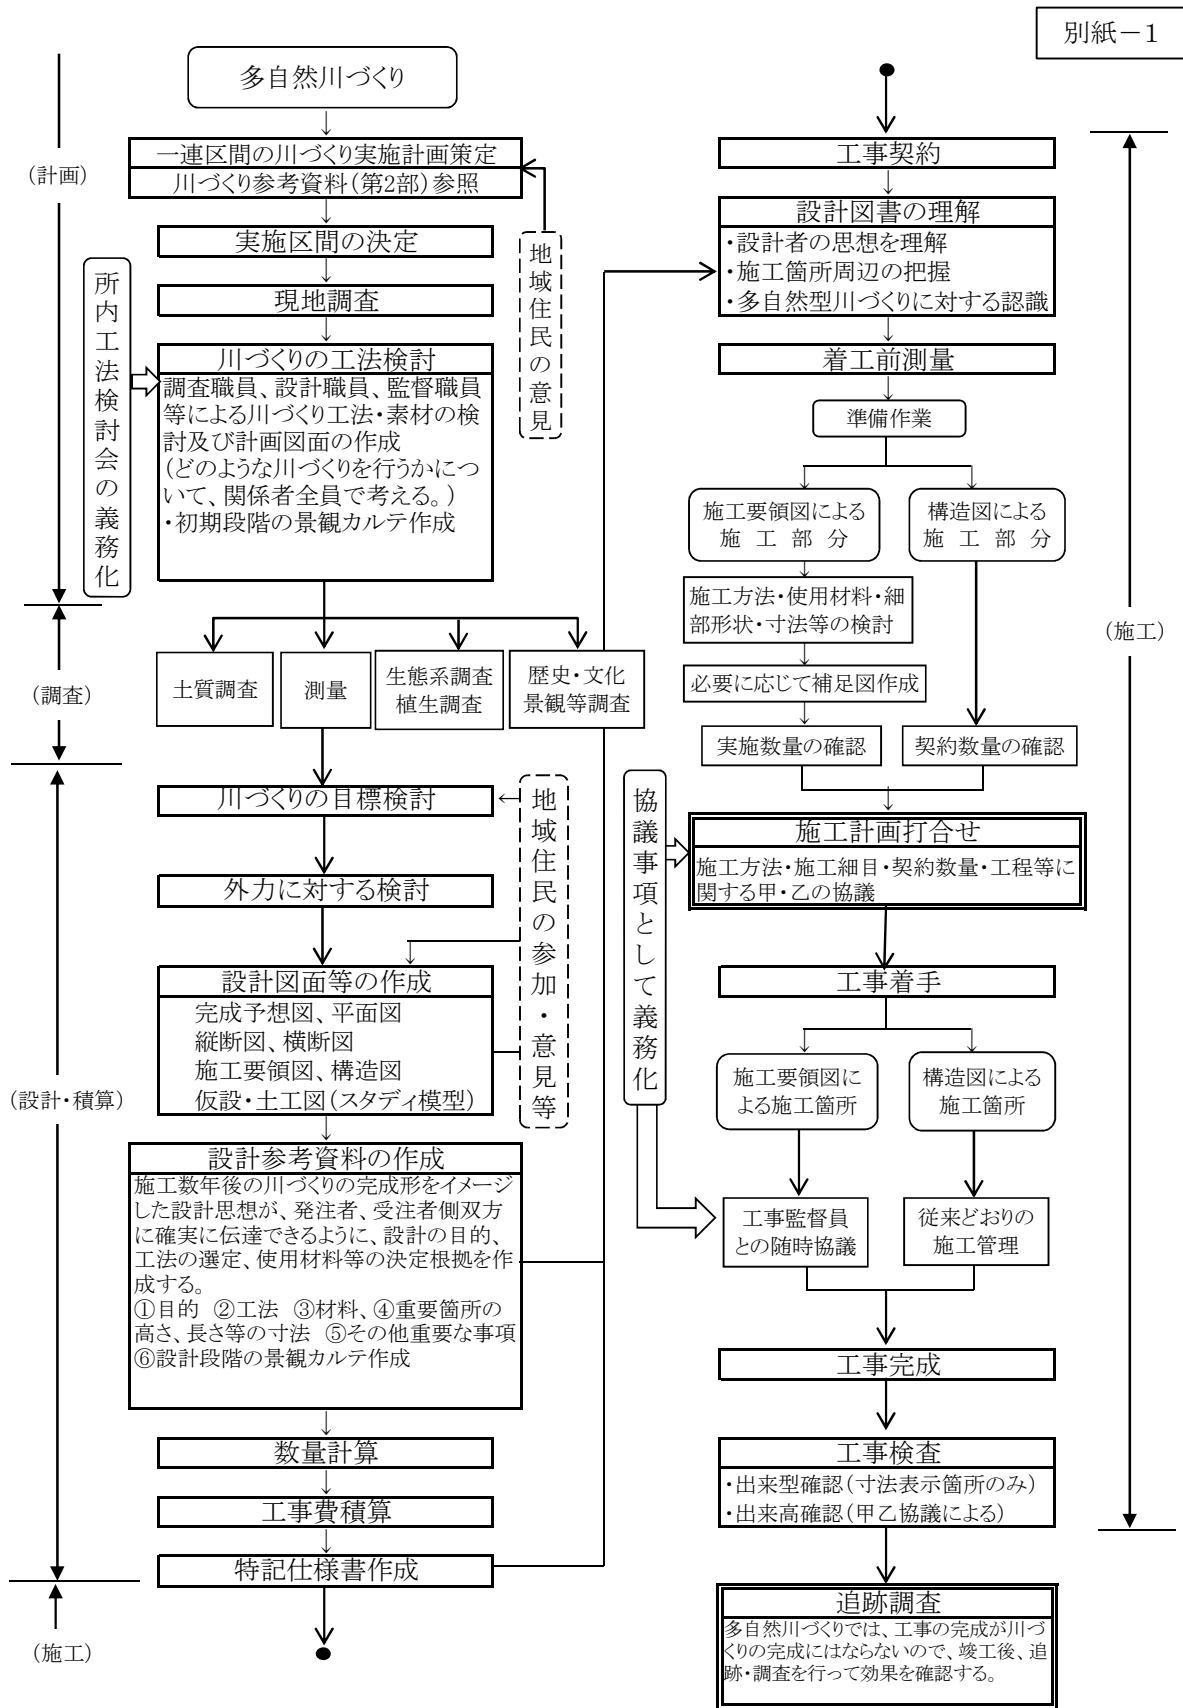 別紙－1
多自然川づくり
一連区間の川づくり実施計画策定
川づくり参考資料（第2部）参照
（計画）
実施区間の決定
現地調査
地域住民の意見
所内工法検討会の義務化
川づくりの工法検討
調査職員、設計職員、監督職員
等による川づくり工法・素材の検
討及び計画図面の作成
（どのような川づくりを行うかにつ
いて、関係者全員で考える。）
・初期段階の景観カルテ作成
（調査）
土質調査
測量
生態系調査
植生調査
歴史・文化
景観等調査
川づくりの目標検討
外力に対する検討
地域住民の参加・意見等
設計図面等の作成
完成予想図、平面図
縦断図、横断図
施工要領図、構造図
仮設・土工図（スタディ模型）
（設計・積算）
設計参考資料の作成
施工数年後の川づくりの完成形をイメージ
した設計思想が、発注者、受注者側双方
に確実に伝達できるように、設計の目的、
工法の選定、使用材料等の決定根拠を作
成する。
①目的　②工法　③材料、④重要箇所の
高さ、長さ等の寸法　⑤その他重要な事項
⑥設計段階の景観カルテ作成
数量計算
工事費積算
特記仕様書作成
（施工）
工事契約
設計図書の理解
・設計者の思想を理解
・施工箇所周辺の把握
・多自然型川づくりに対する認識
着工前測量
準備作業
施工要領図による
施　工　部　分
構造図による
施　工　部　分
施工方法・使用材料・細
部形状・寸法等の検討
必要に応じて補足図作成
実施数量の確認
契約数量の確認
（施工）
協議事項として義務化
施工計画打合せ
施工方法・施工細目・契約数量・工程等に
関する甲・乙の協議
工事着手
施工要領図に
よる施工箇所
構造図による
施工箇所
工事監督員
との随時協議
従来どおりの
施工管理
工事完成
工事検査
・出来型確認（寸法表示箇所のみ）
・出来高確認（甲乙協議による）
追跡調査
多自然川づくりでは、工事の完成が川づ
くりの完成にはならないので、竣工後、追
跡・調査を行って効果を確認する。